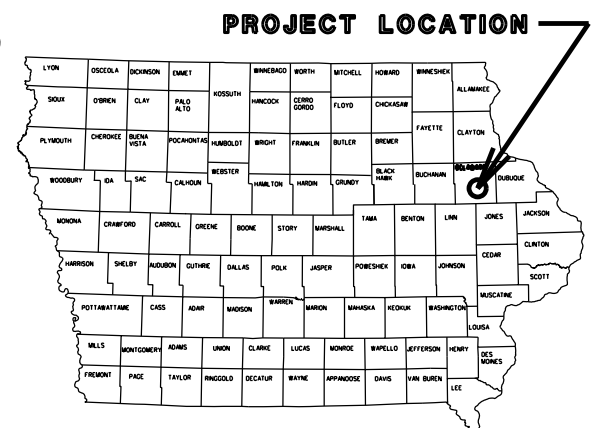 PROJECT LOCATION
LYON OSCEOLA DICKINSON EMMET WINNEBAGO WORTH MITCHELL HOWARD WINNESHIEK
ALLAMAKEE
KOSSUTH
SIOUX O'BRIEN CLAY PALO ALTO HANCOCK CERRO GORDO FLOYD CHICKASAW
FAYETTE CLAYTON
PLYMOUTH CHEROKEE BUENA VISTA POCAHONTAS HUMBOLDT WRIGHT FRANKLIN BUTLER BREMER
WEBSTER BLACK HAWK BUCHANAN DUBUQUE
WOODBURY IDA SAC CALHOUN HAMILTON HARDIN GRUNDY
MONONA CRAWFORD CARROLL GREENE BOONE STORY MARSHALL TAMA BENTON LINN JONES JACKSON
CLINTON
CEDAR
HARRISON SHELBY AUDUBON GUTHRIE DALLAS POLK JASPER POWESHIEK IOWA JOHNSON
SCOTT
MUSCATINE
POTTAWATTAMIE CASS ADAIR MADISON WARREN MARION MAHASKA KEOKUK WASHINGTON
LOUISA
MILLS MONTGOMERY ADAMS UNION CLARKE LUCAS MONROE WAPELLO JEFFERSON HENRY
DES MOINES
FREMONT PAGE TAYLOR RINGGOLD DECATUR WAYNE APPANOOSE DAVIS VAN BUREN
LEE